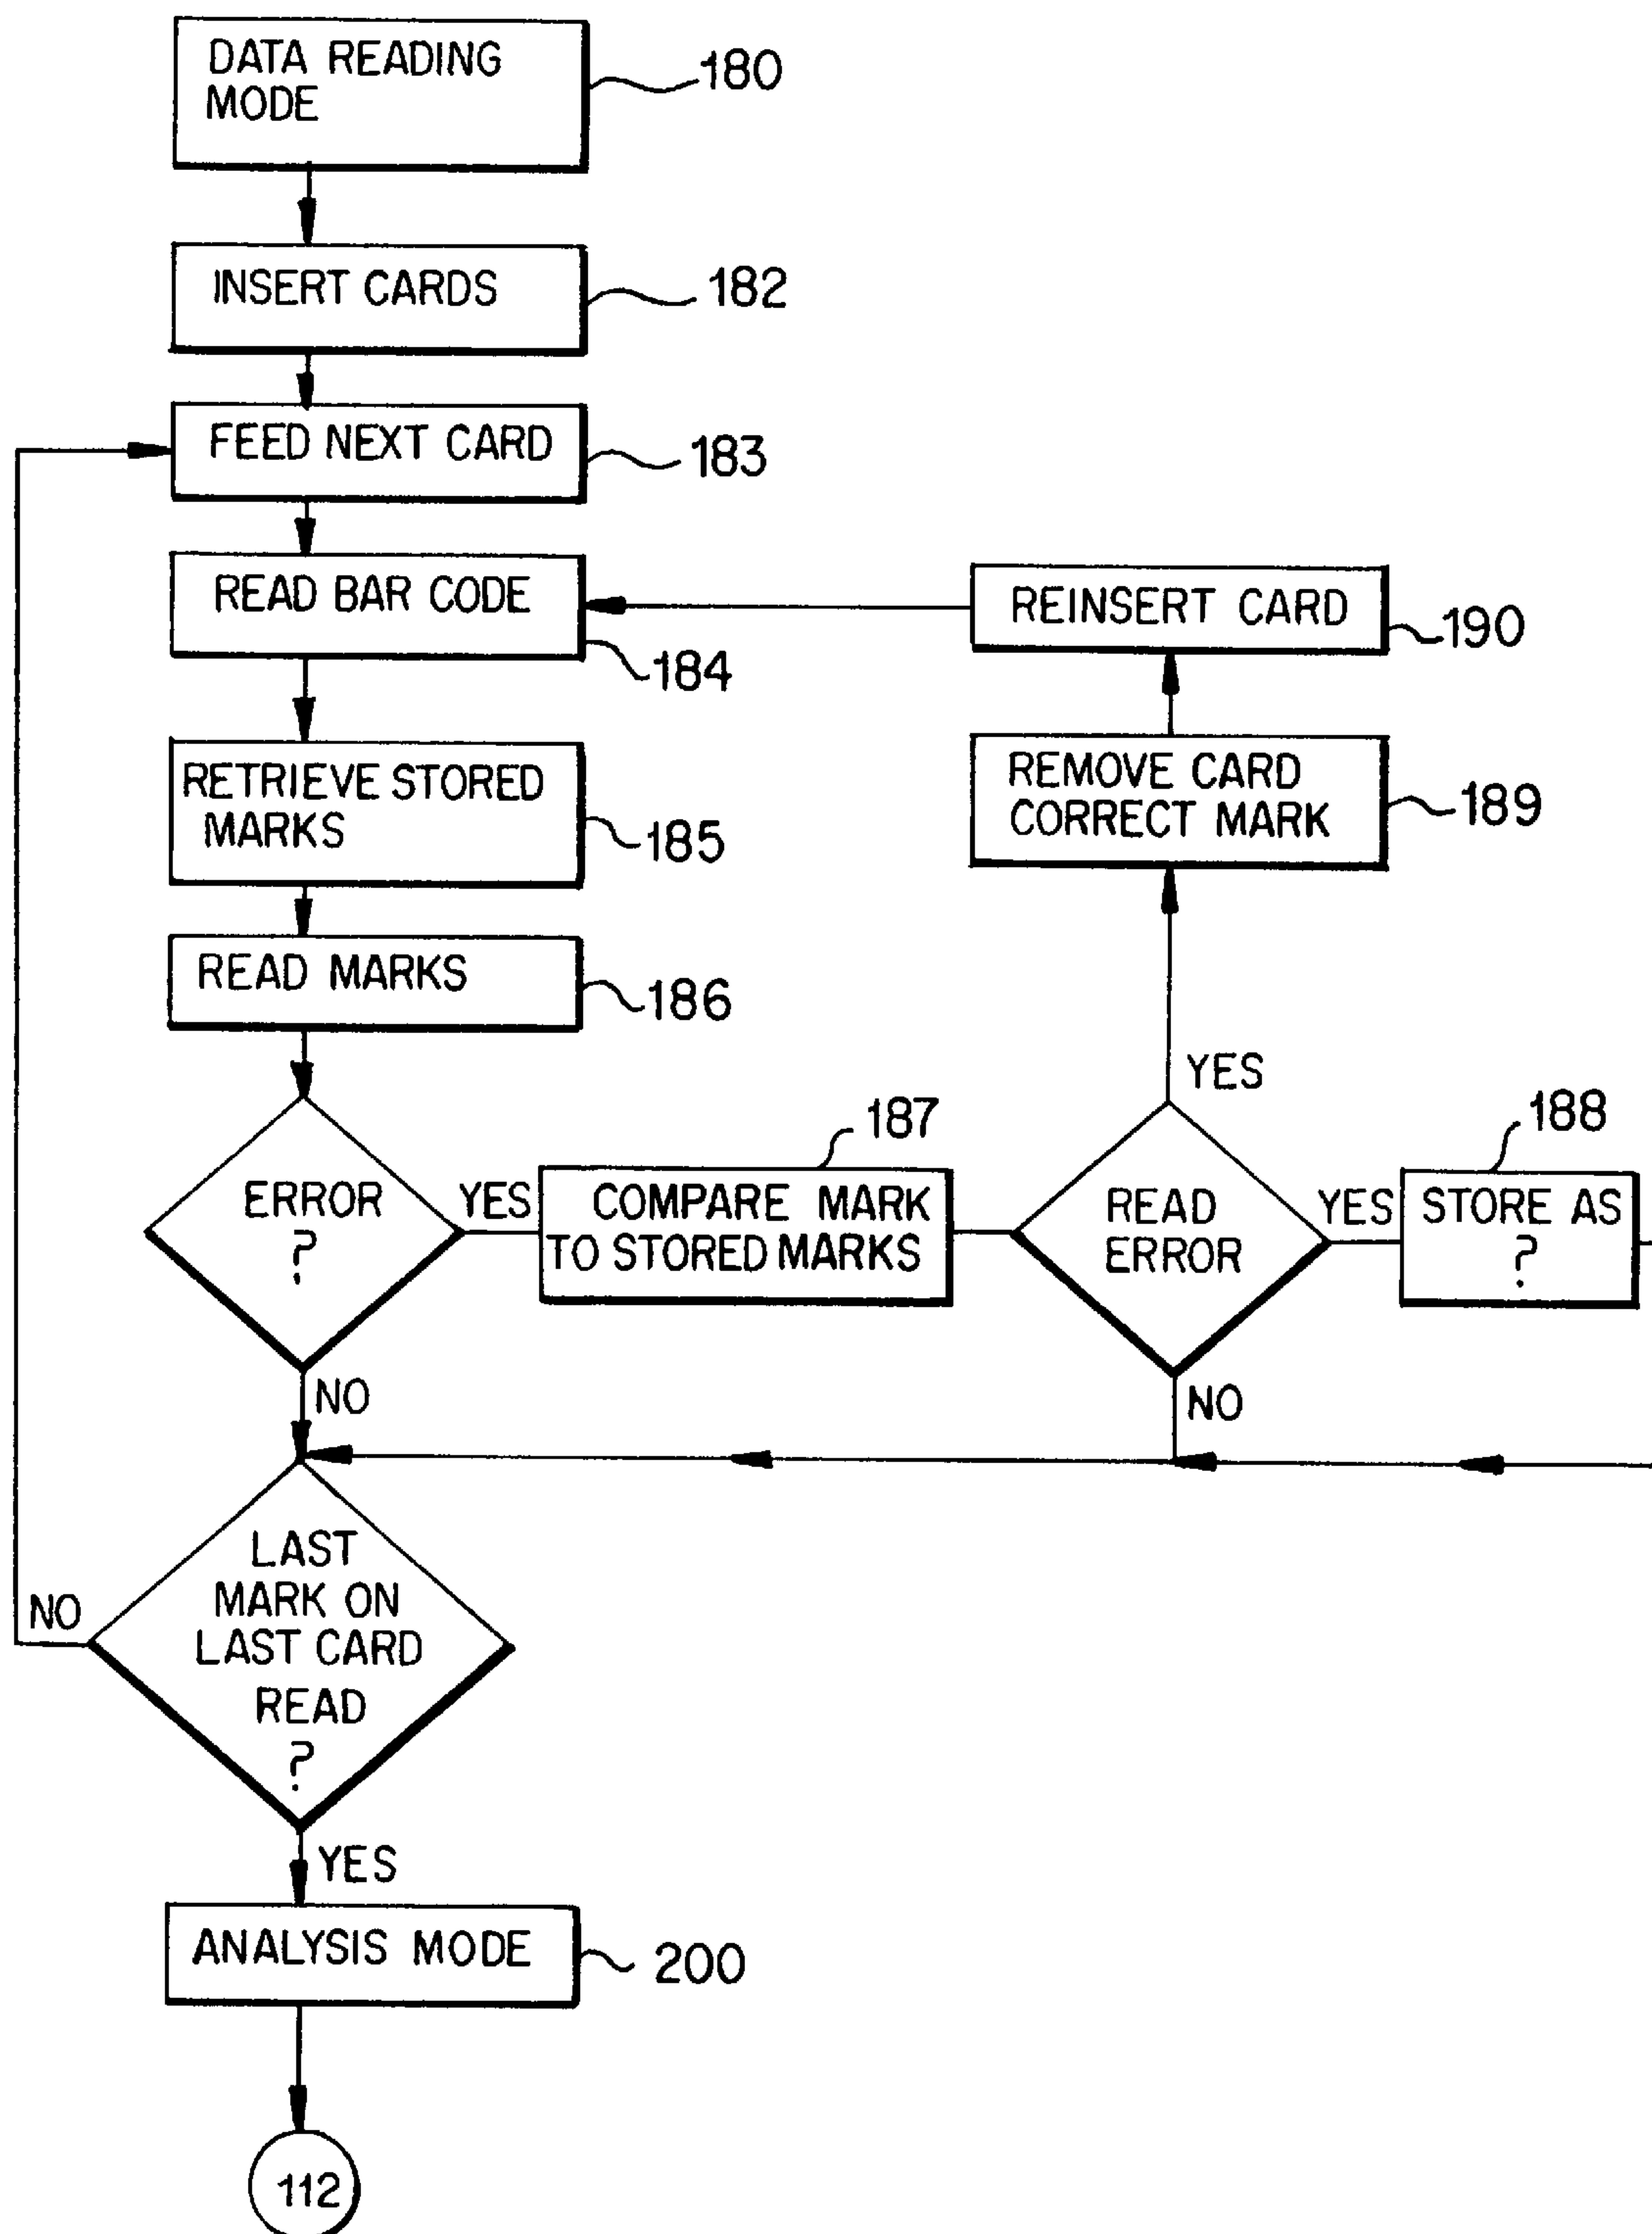 DATA READING
MODE
180
INSERT CARDS
182
FEED NEXT CARD
183
READ BAR CODE
184
REINSERT CARD
190
RETRIEVE STORED
MARKS
185
REMOVE CARD
CORRECT MARK
189
READ MARKS
186
ERROR
?
YES
187
COMPARE MARK
TO STORED MARKS
READ
ERROR
YES
YES
188
STORE AS
?
NO
NO
LAST
MARK ON
LAST CARD
READ
?
NO
YES
ANALYSIS MODE
200
112